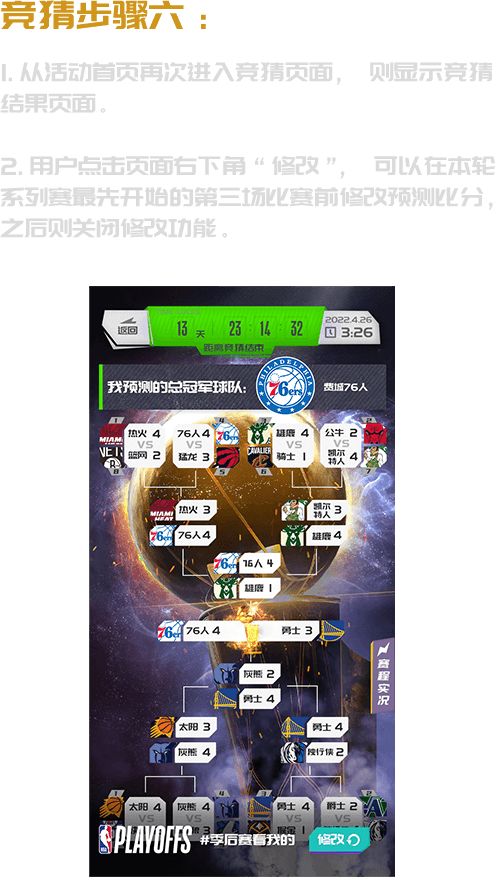 竞猜步骤六：
1. 从活动首页再次进入竞猜页面， 则显示竞猜
结果页面。
2. 用户点击页面右下角“修改”， 可以在本轮
系列赛最先开始的第三场比赛前修改预测比分，
之后则关闭修改功能。
返回
13 天 23 : 14 : 32
距离竞猜结束
2022.4.26
3:26
我预测的总冠军球队：
PHILADELPHIA
76ers
费城76人
1 4 3 2
热火 4 76人 4 雄鹿 4 公牛 2
VS VS VS VS
篮网 2 猛龙 3 骑士 1 凯尔特人 4
8 5 6 7
热火 3 凯尔特人 3
76人 4 雄鹿 4
76人 4
雄鹿 1
76人 4 勇士 3
赛程实况
灰熊 2
勇士 4
太阳 3 勇士 4
灰熊 4 独行侠 2
太阳 4 灰熊 4 勇士 4 爵士 2
VS VS VS VS
NBA PLAYOFFS #季后赛看我的 修改